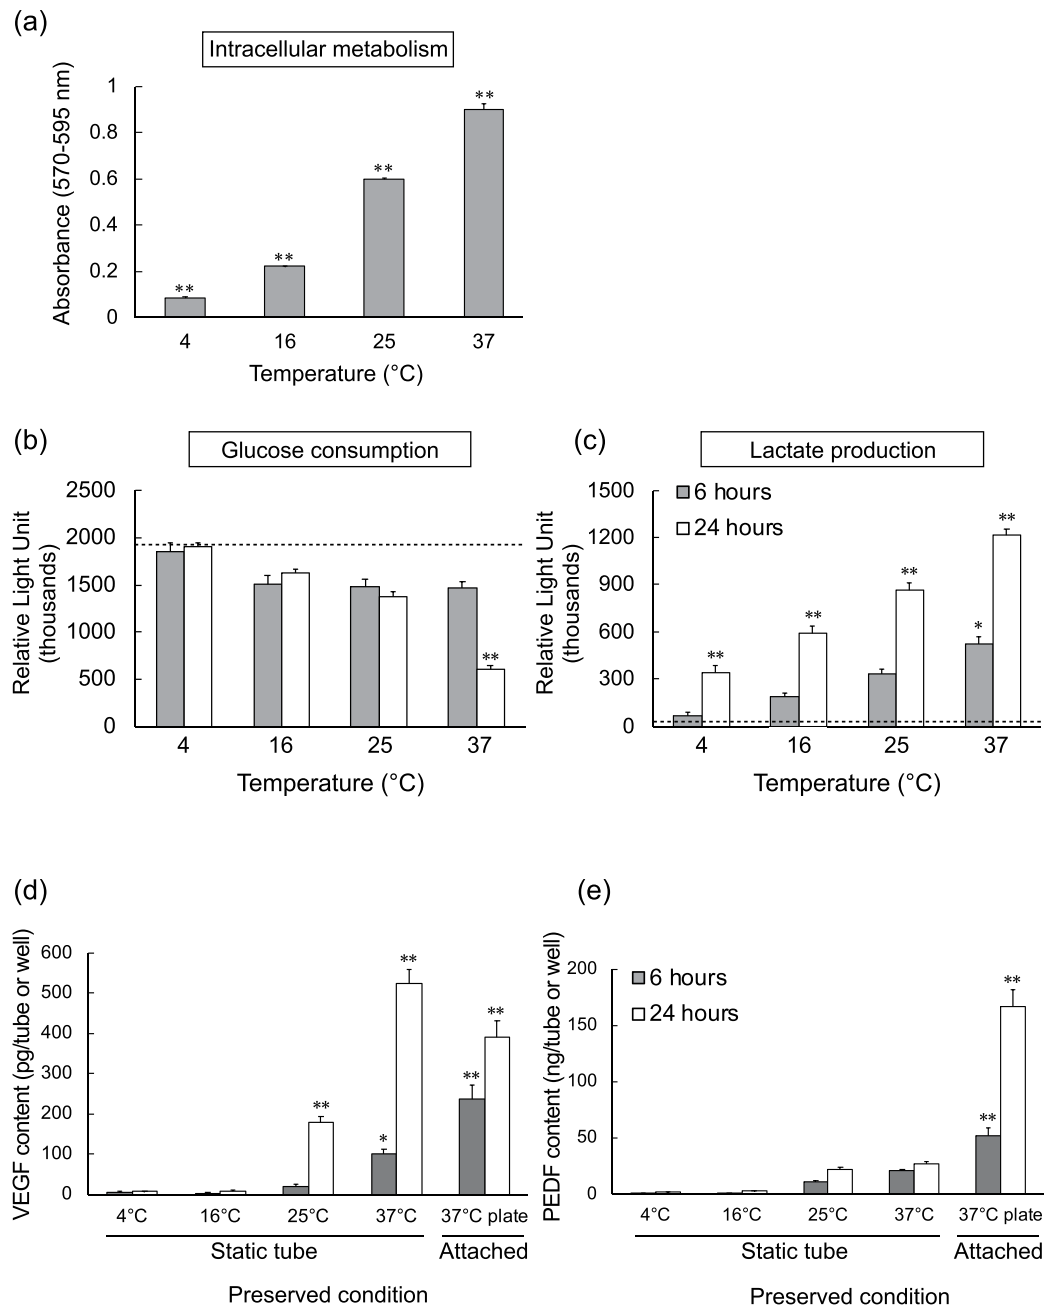 (a)
Intracellular metabolism
Absorbance (570-595 nm)
1
0.8
0.6
0.4
0.2
0
**
**
**
**
4 16 25 37
Temperature (°C)
(b)
Glucose consumption
Relative Light Unit
(thousands)
2500
2000
1500
1000
500
0
**
4 16 25 37
Temperature (°C)
(c)
Lactate production
6 hours
24 hours
Relative Light Unit
(thousands)
1500
1200
900
600
300
0
**
**
**
*
**
4 16 25 37
Temperature (°C)
(d)
VEGF content (pg/tube or well)
600
500
400
300
200
100
0
**
*
**
**
**
4°C 16°C 25°C 37°C 37°C plate
Static tube Attached
Preserved condition
(e)
6 hours
24 hours
PEDF content (ng/tube or well)
200
150
100
50
0
**
**
4°C 16°C 25°C 37°C 37°C plate
Static tube Attached
Preserved condition